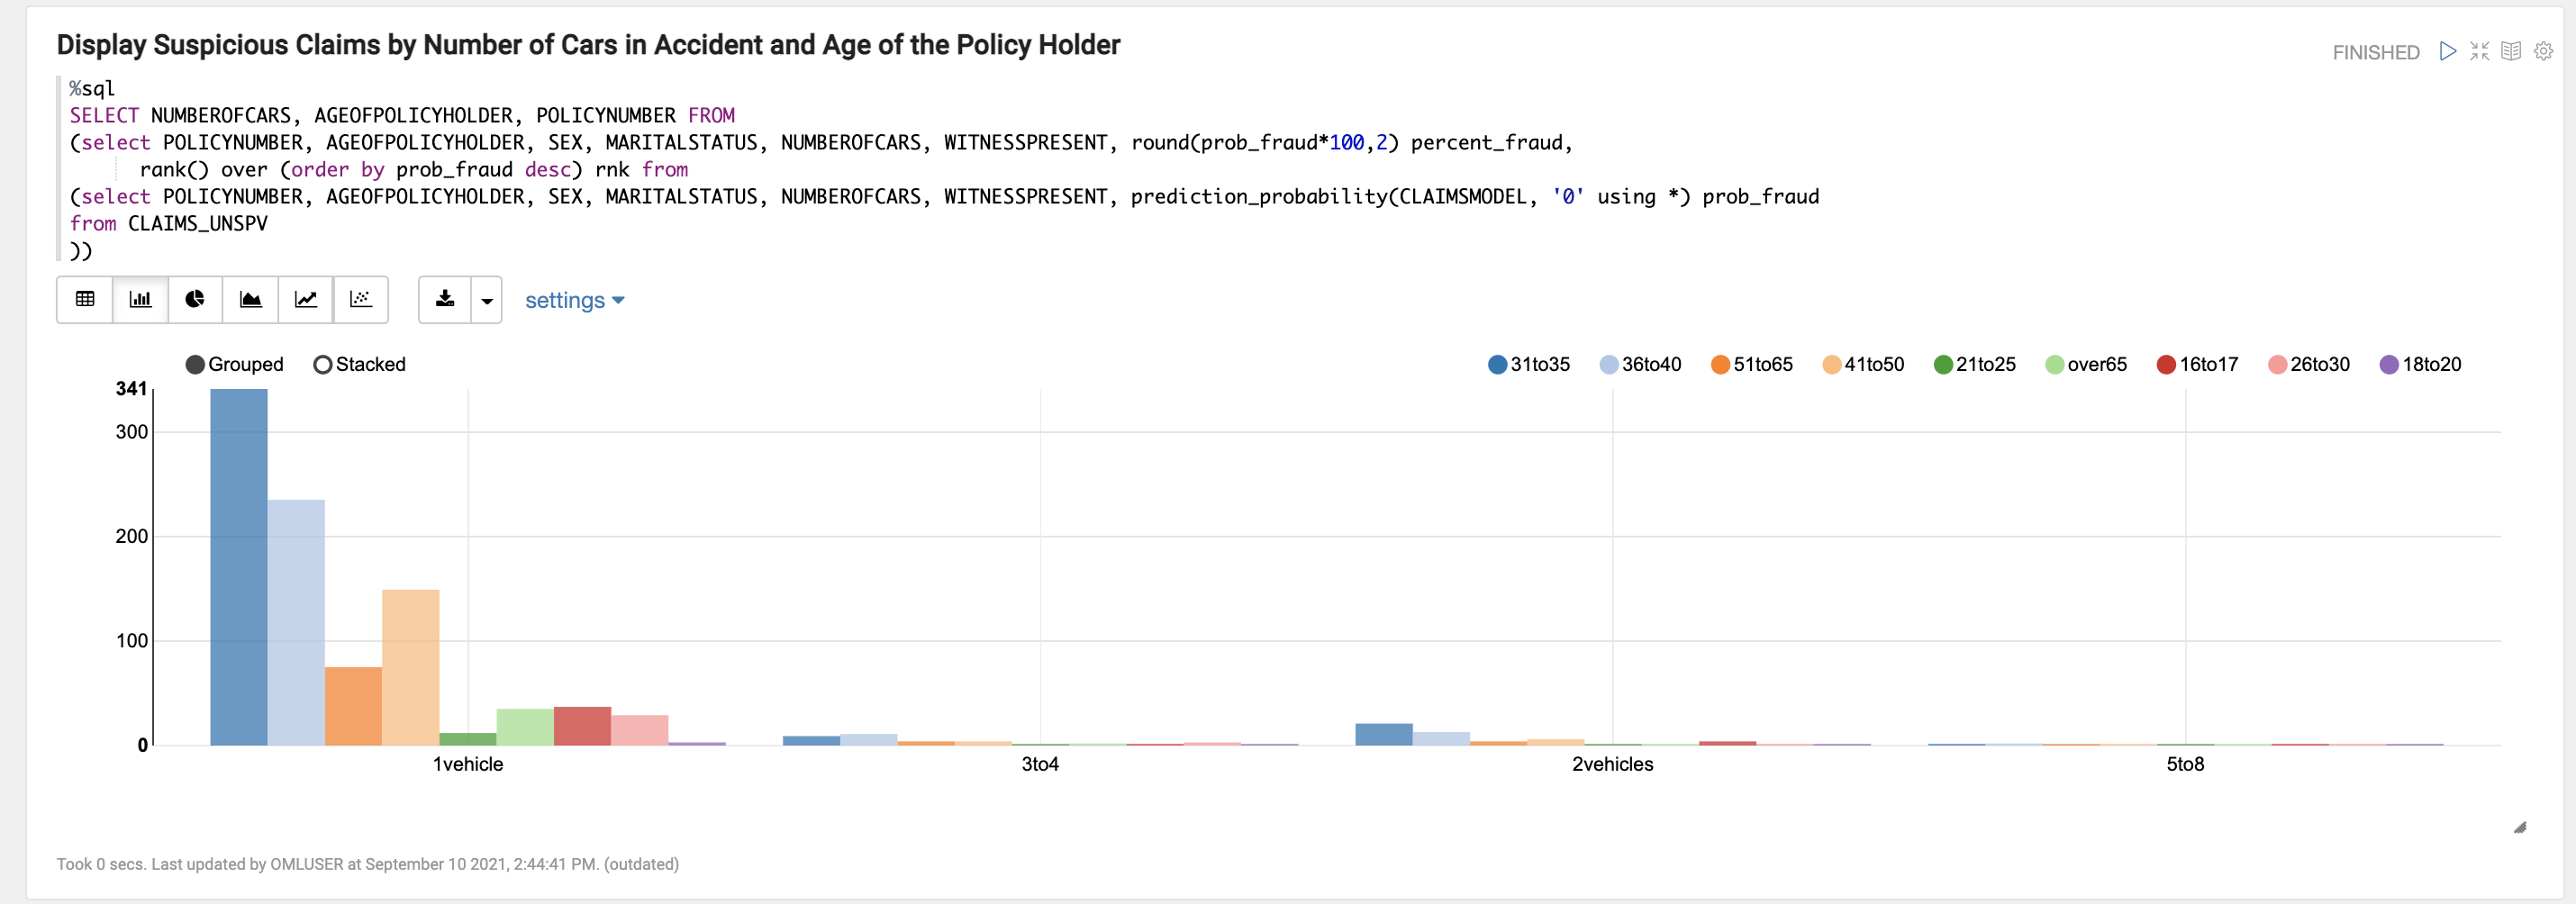 Display Suspicious Claims by Number of Cars in Accident and Age of the Policy Holder
FINISHED
%sql
SELECT NUMBEROFCARS, AGEOFPOLICYHOLDER, POLICYNUMBER FROM
(select POLICYNUMBER, AGEOFPOLICYHOLDER, SEX, MARITALSTATUS, NUMBEROFCARS, WITNESSPRESENT, round(prob_fraud*100,2) percent_fraud,
rank() over (order by prob_fraud desc) rnk from
(select POLICYNUMBER, AGEOFPOLICYHOLDER, SEX, MARITALSTATUS, NUMBEROFCARS, WITNESSPRESENT, prediction_probability(CLAIMSMODEL, '0' using *) prob_fraud
from CLAIMS_UNSPV
))
settings
Grouped Stacked
31to35 36to40 51to65 41to50 21to25 over65 16to17 26to30 18to20
341
300
200
100
0
1vehicle 3to4 2vehicles 5to8
Took 0 secs. Last updated by OMLUSER at September 10 2021, 2:44:41 PM. (outdated)